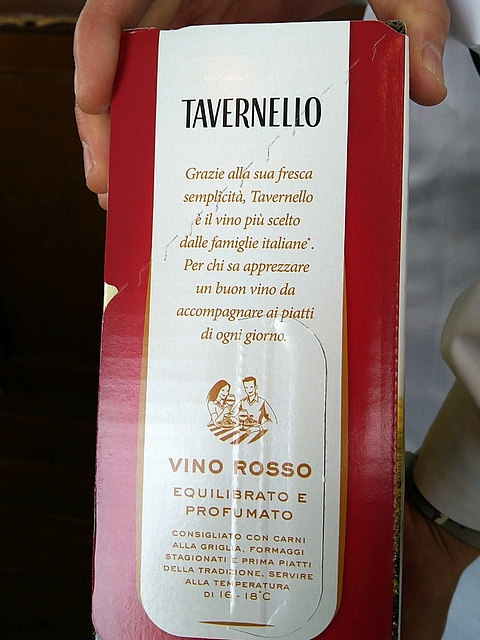 TAVERNELLO
Grazie alla sua fresca
semplicità, Tavernello
è il vino più scelto
dalle famiglie italiane*.
Per chi sa apprezzare
un buon vino da
accompagnare ai piatti
di ogni giorno.
VINO ROSSO
EQUILIBRATO E
PROFUMATO
CONSIGLIATO CON CARNI
ALLA GRIGLIA, FORMAGGI
STAGIONATI E PRIMA PIATTI
DELLA TRADIZIONE. SERVIRE
ALLA TEMPERATURA
DI 16 - 18°C